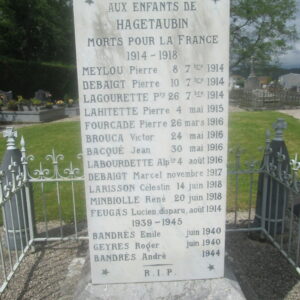 AUX ENFANTS DE
HAGETAUBIN
MORTS POUR LA FRANCE
1914 - 1918
MEYLOU Pierre 8 7bre 1914
DEBAIGT Pierre 10 7bre 1914
LAGOURETTE Pre 26 7bre 1914
LAHITETTE Pierre 4 mai 1915
FOURCADE Pierre 26 mars 1916
BROUCA Victor 24 mai 1916
BACQUÉ Jean 30 mai 1916
LABOURDETTE Alp 4 août 1916
DEBAIGT Marcel novembre 1917
LARISSON Célestin 14 juin 1918
MINBIOLLE René 20 juin 1918
FEUGAS Lucien disparu août 1914
1939-1945
BANDRÈS Emile juin 1940
GEYRES Roger juin 1940
BANDRÈS André 1944
R.I.P.